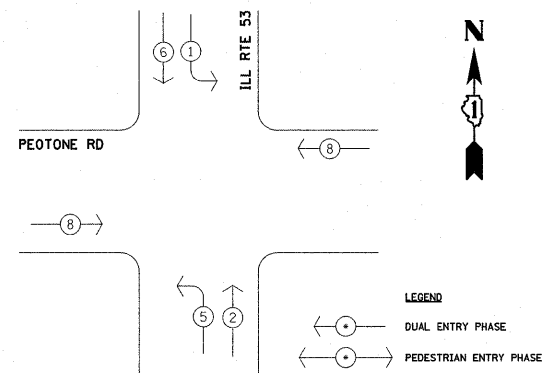 6
1
ILL RTE 53
N
1
PEOTONE RD
8
8
5
2
LEGEND
* DUAL ENTRY PHASE
* PEDESTRIAN ENTRY PHASE